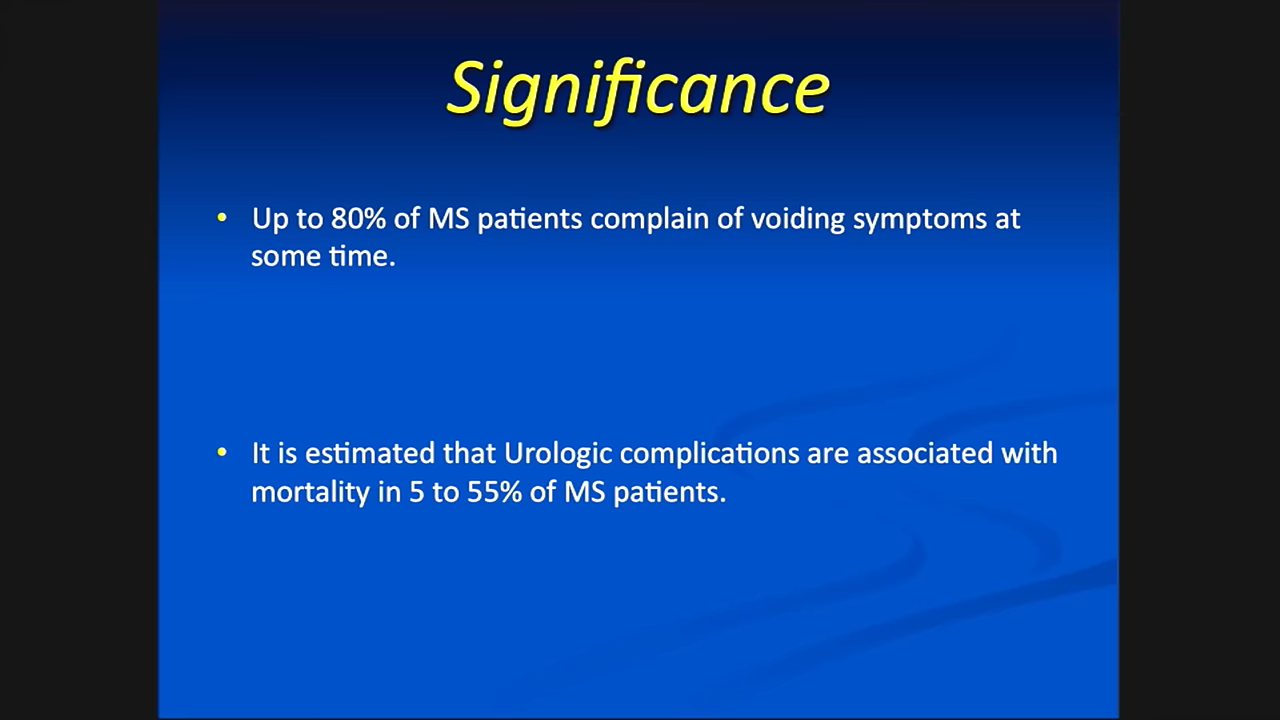 Significance
• Up to 80% of MS patients complain of voiding symptoms at
some time.
• It is estimated that Urologic complications are associated with
mortality in 5 to 55% of MS patients.